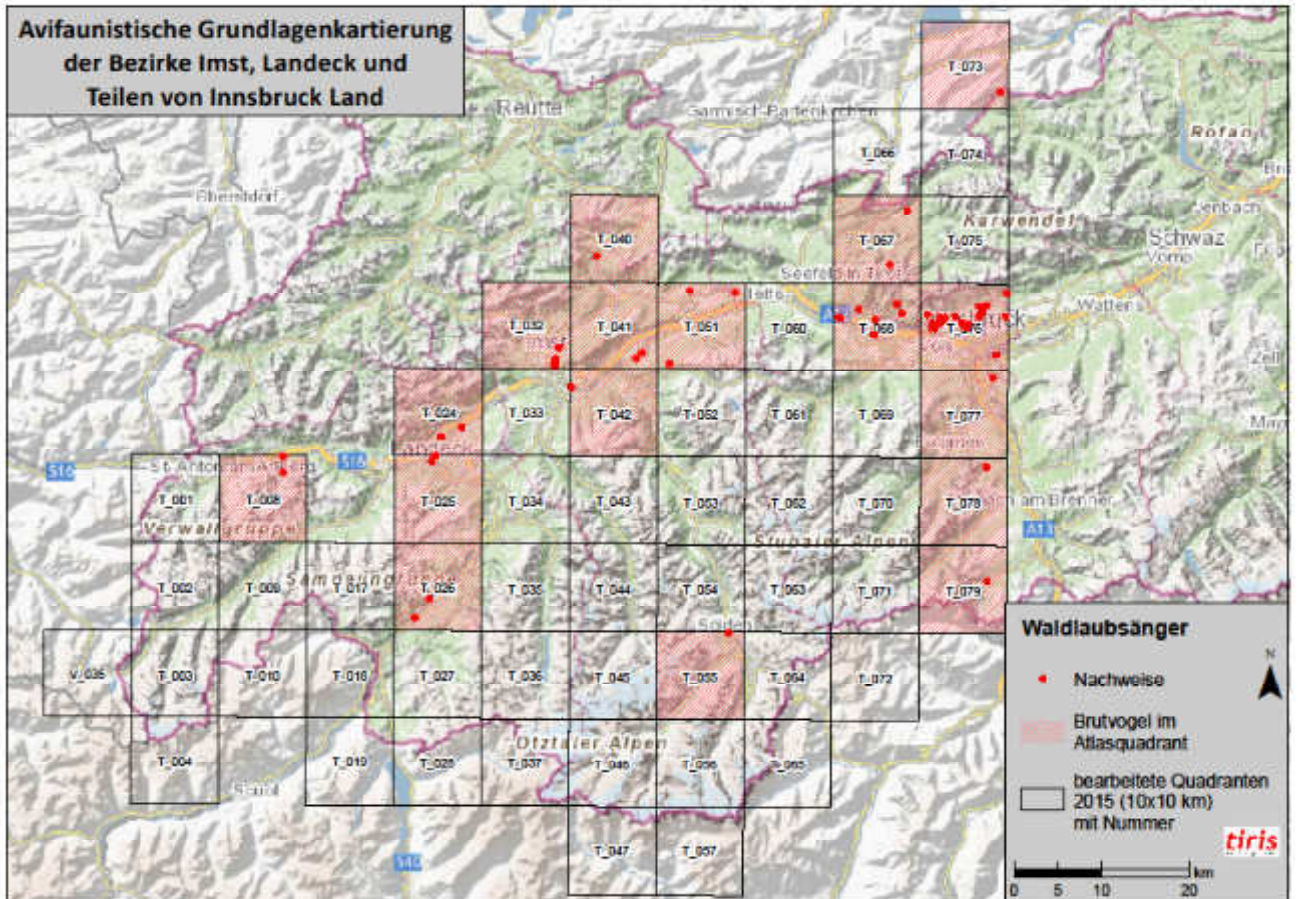 Avifaunistische Grundlagenkartierung
der Bezirke Imst, Landeck und
Teilen von Innsbruck Land
T_073
Reutte
Garmisch-Partenkirchen
Rofan
T_066
T_074
Jenbach
T_040
T_067
Karwendel
T_075
Schwaz
Vomp
Seefeld in Tirol
T_032
T_041
T_051
T_060
T_068
T_076
Wattens
T_024
T_033
T_042
T_052
T_061
T_069
T_077
S16
St. Anton am Arlberg
S16
T_001
T_008
T_025
T_034
T_043
T_053
T_062
T_070
T_078
am Brenner
Verwallgruppe
A13
Stubaier Alpen
T_002
T_009
Samnaungruppe
T_017
T_026
T_035
T_044
T_054
T_063
T_071
T_079
Sölden
V_035
T_003
T_010
T_018
T_027
T_036
T_045
T_055
T_064
T_072
Ötztaler Alpen
T_004
Scuol
T_019
T_028
T_037
T_046
T_056
T_065
S40
T_047
T_057
Waldlaubsänger
N
Nachweise
Brutvogel im
Atlasquadrant
bearbeitete Quadranten
2015 (10x10 km)
mit Nummer
tiris
km
0 5 10 20